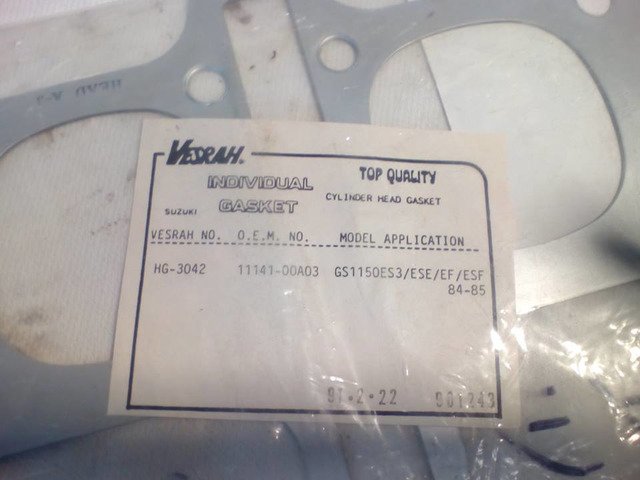 VESRAH.
TOP QUALITY
INDIVIDUAL
CYLINDER HEAD GASKET
SUZUKI GASKET
VESRAH NO. O.E.M. NO. MODEL APPLICATION
HG-3042 11141-00A03 GS1150ES3/ESE/EF/ESF
84-85
91.2.22 001243